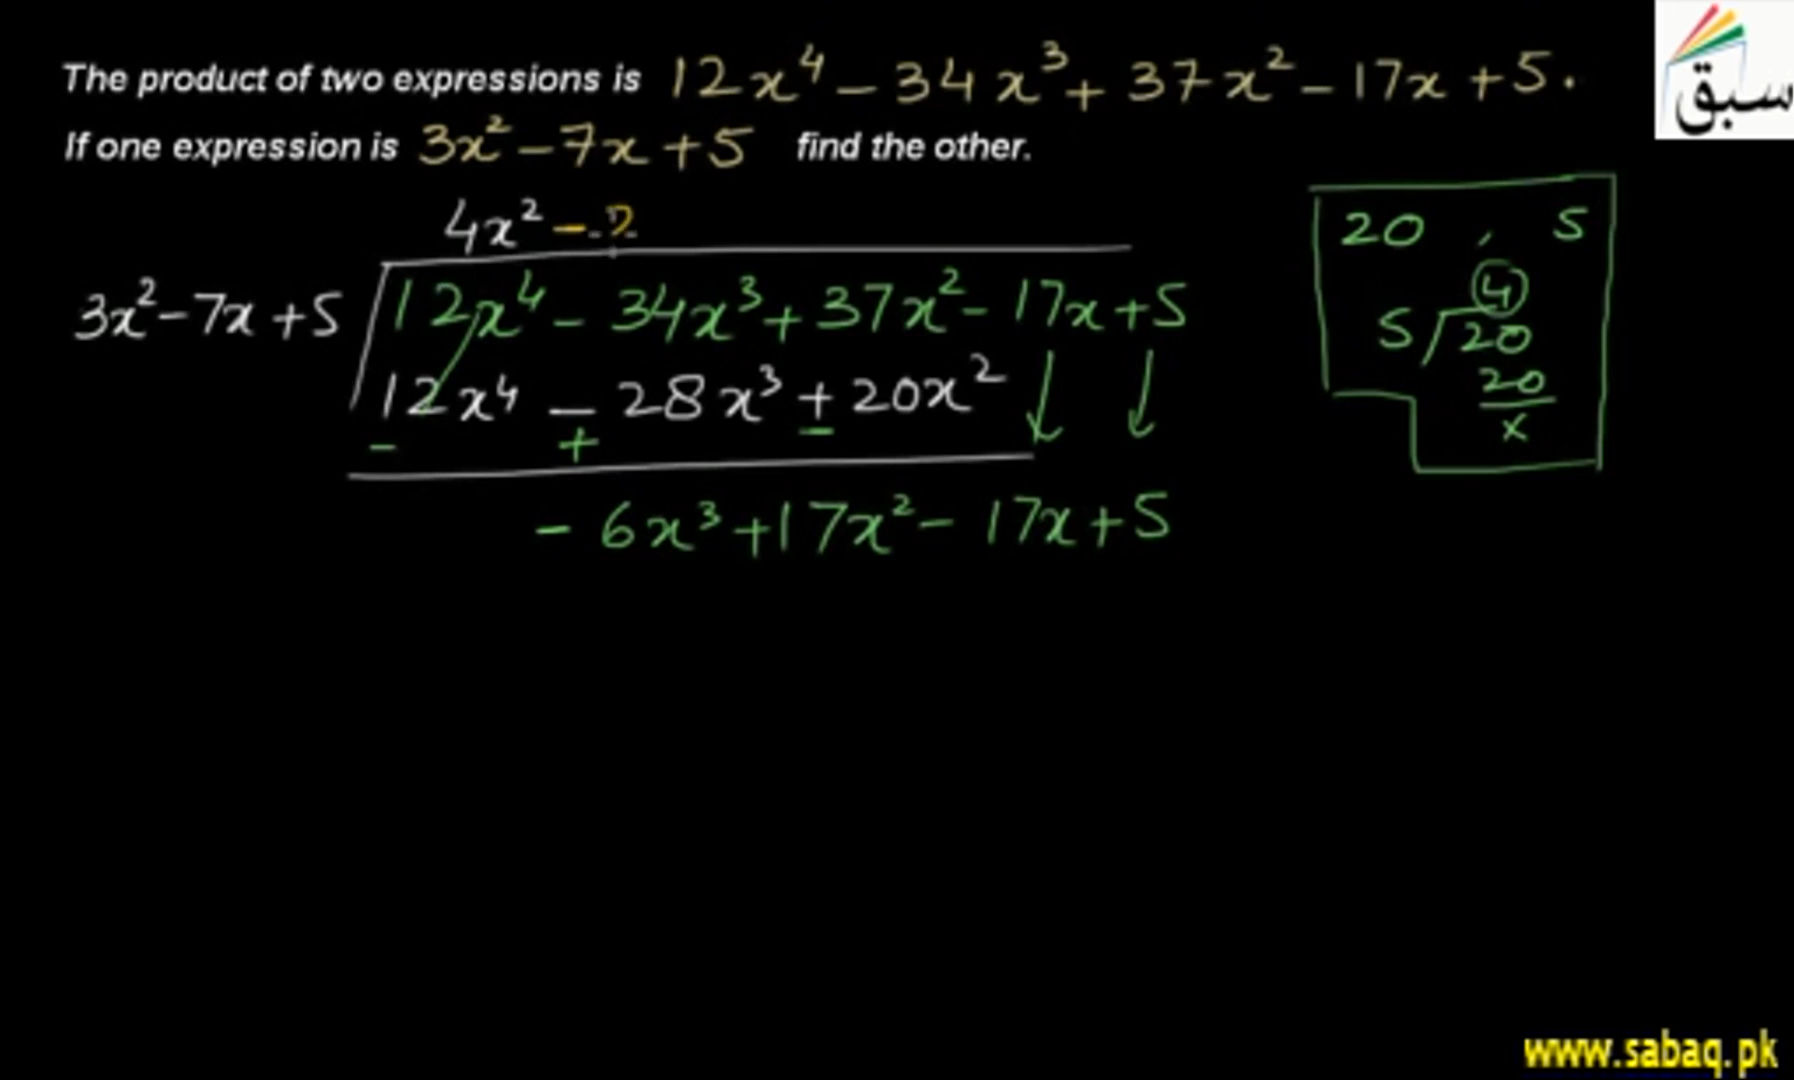 The product of two expressions is 12x⁴ - 34x³ + 37x² - 17x + 5.
سبق
If one expression is 3x² - 7x + 5 find the other.
4x² - 2
3x² - 7x + 5 12x⁴ - 34x³ + 37x² - 17x + 5
12x⁴ - 28x³ + 20x²
- + -
- 6x³ + 17x² - 17x + 5
20 , 5
4
5 20
20
x
www.sabaq.pk